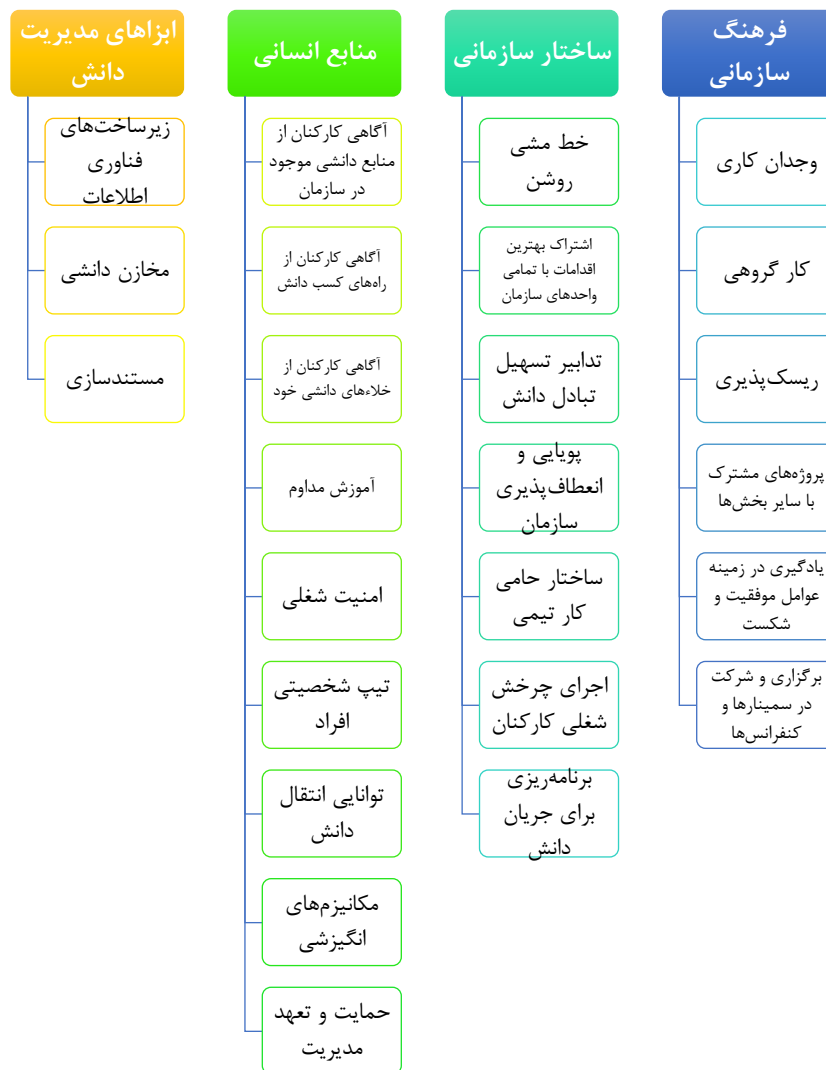 فرهنگ
سازمانی
وجدان کاری
کار گروهی
ریسک‌پذیری
پروژه‌های مشترک
با سایر بخش‌ها
یادگیری در زمینه
عوامل موفقیت و
شکست
برگزاری و شرکت
در سمینارها و
کنفرانس‌ها
ساختار سازمانی
خط مشی
روشن
اشتراک بهترین
اقدامات با تمامی
واحدهای سازمان
تدابیر تسهیل
تبادل دانش
پویایی و
انعطاف‌پذیری
سازمان
ساختار حامی
کار تیمی
اجرای چرخش
شغلی کارکنان
برنامه‌ریزی
برای جریان
دانش
منابع انسانی
آگاهی کارکنان از
منابع دانشی موجود
در سازمان
آگاهی کارکنان از
راه‌های کسب دانش
آگاهی کارکنان از
خلاءهای دانشی خود
آموزش مداوم
امنیت شغلی
تیپ شخصیتی
افراد
توانایی انتقال
دانش
مکانیزم‌های
انگیزشی
حمایت و تعهد
مدیریت
ابزاهای مدیریت
دانش
زیرساخت‌های
فناوری
اطلاعات
مخازن دانشی
مستندسازی